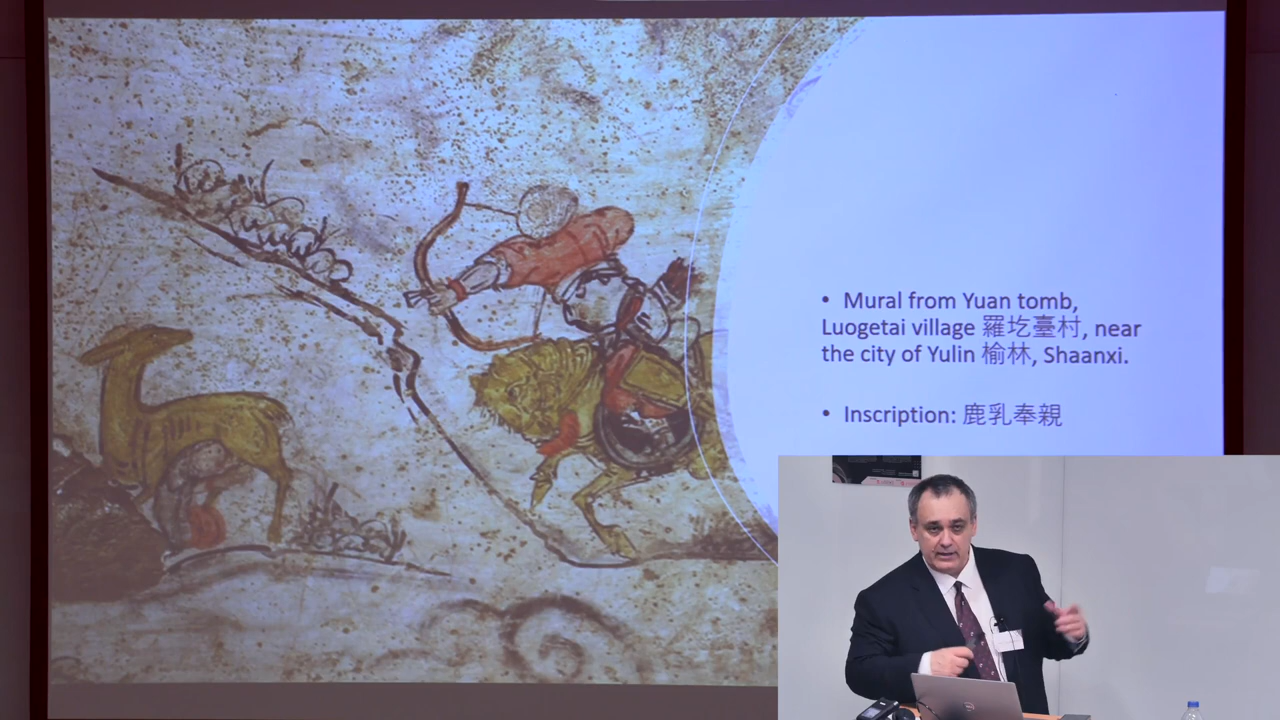 • Mural from Yuan tomb,
Luogetai village 羅圪臺村, near
the city of Yulin 榆林, Shaanxi.
• Inscription: 鹿乳奉親